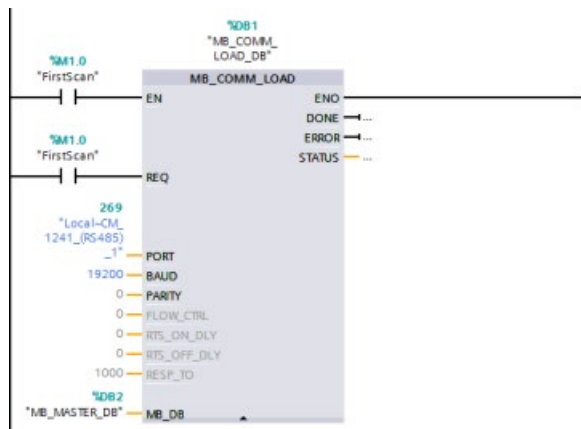 %DB1
"MB_COMM_
LOAD_DB"
%M1.0
"FirstScan"
MB_COMM_LOAD
EN
ENO
DONE
...
ERROR
...
%M1.0
"FirstScan"
STATUS
...
REQ
269
"Local~CM_
1241_(RS485)
_1"
PORT
19200
BAUD
0
PARITY
0
FLOW_CTRL
0
RTS_ON_DLY
0
RTS_OFF_DLY
1000
RESP_TO
%DB2
"MB_MASTER_DB"
MB_DB